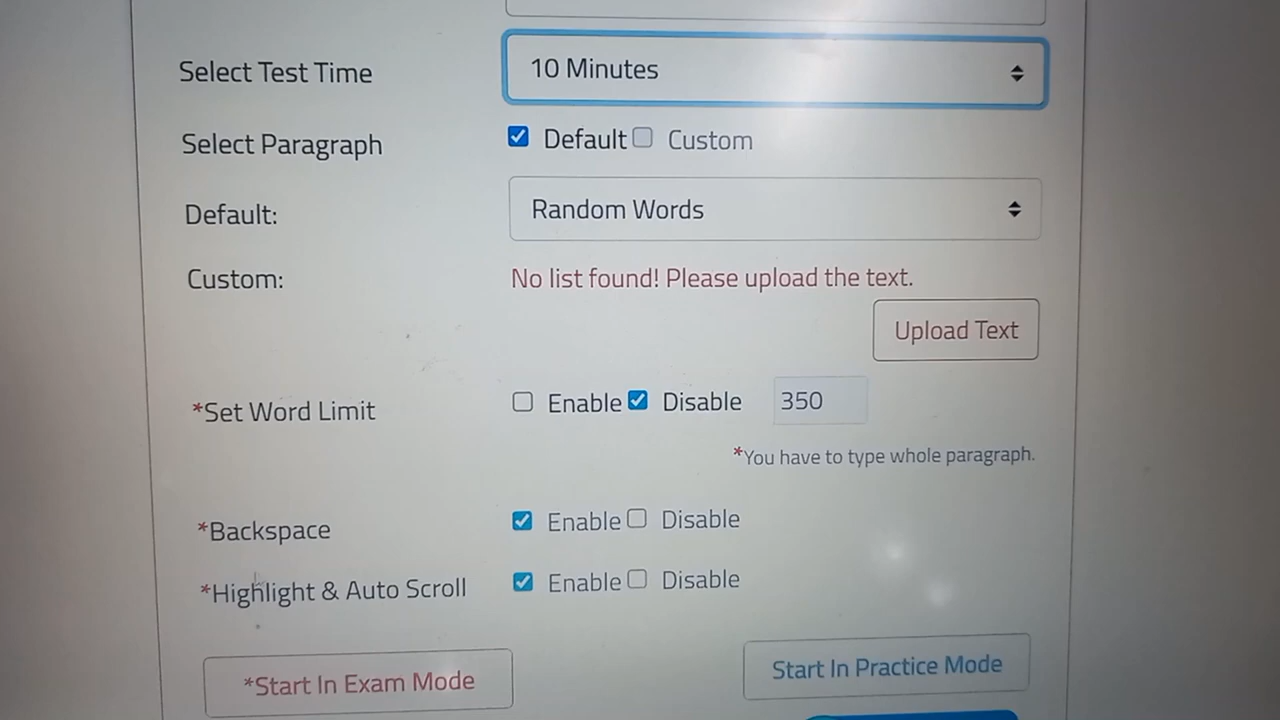 Select Test Time 10 Minutes
Select Paragraph Default Custom
Default: Random Words
Custom: No list found! Please upload the text.
Upload Text
*Set Word Limit Enable Disable 350
*You have to type whole paragraph.
*Backspace Enable Disable
*Highlight & Auto Scroll Enable Disable
*Start In Exam Mode Start In Practice Mode